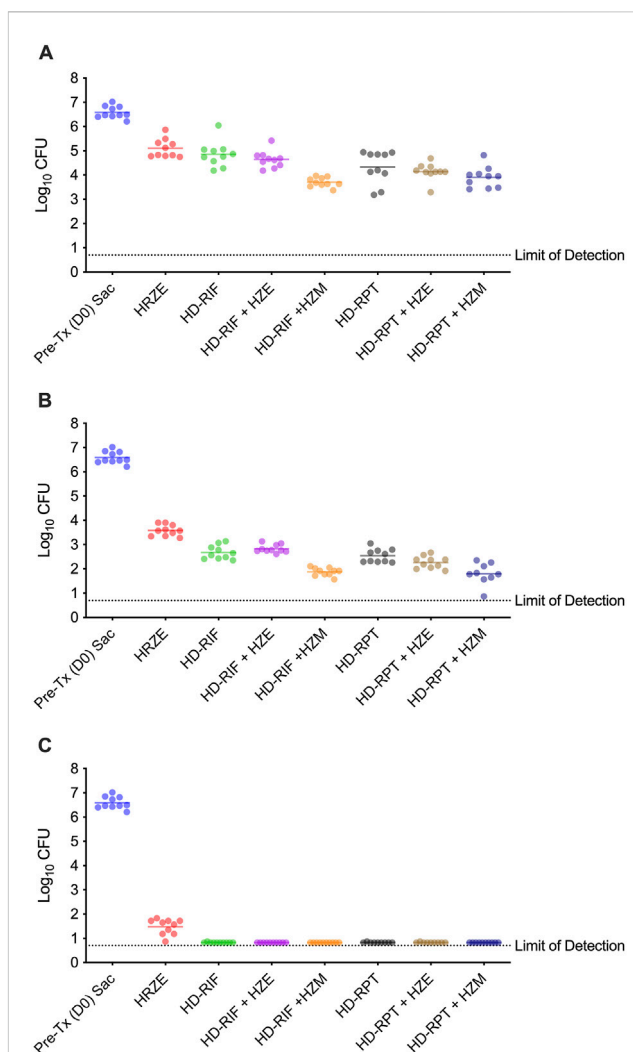 A
Log10 CFU
8
7
6
5
4
3
2
1
0
Limit of Detection
Pre-Tx (D0) Sac
HRZE
HD-RIF
HD-RIF + HZE
HD-RIF +HZM
HD-RPT
HD-RPT + HZE
HD-RPT + HZM
B
Log10 CFU
8
7
6
5
4
3
2
1
0
Limit of Detection
Pre-Tx (D0) Sac
HRZE
HD-RIF
HD-RIF + HZE
HD-RIF +HZM
HD-RPT
HD-RPT + HZE
HD-RPT + HZM
C
Log10 CFU
8
7
6
5
4
3
2
1
0
Limit of Detection
Pre-Tx (D0) Sac
HRZE
HD-RIF
HD-RIF + HZE
HD-RIF +HZM
HD-RPT
HD-RPT + HZE
HD-RPT + HZM